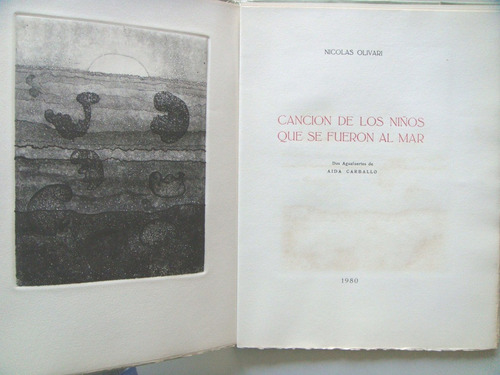 NICOLAS OLIVARI
CANCION DE LOS NIÑOS
QUE SE FUERON AL MAR
Dos Aguafuertes de
AIDA CARBALLO
1980